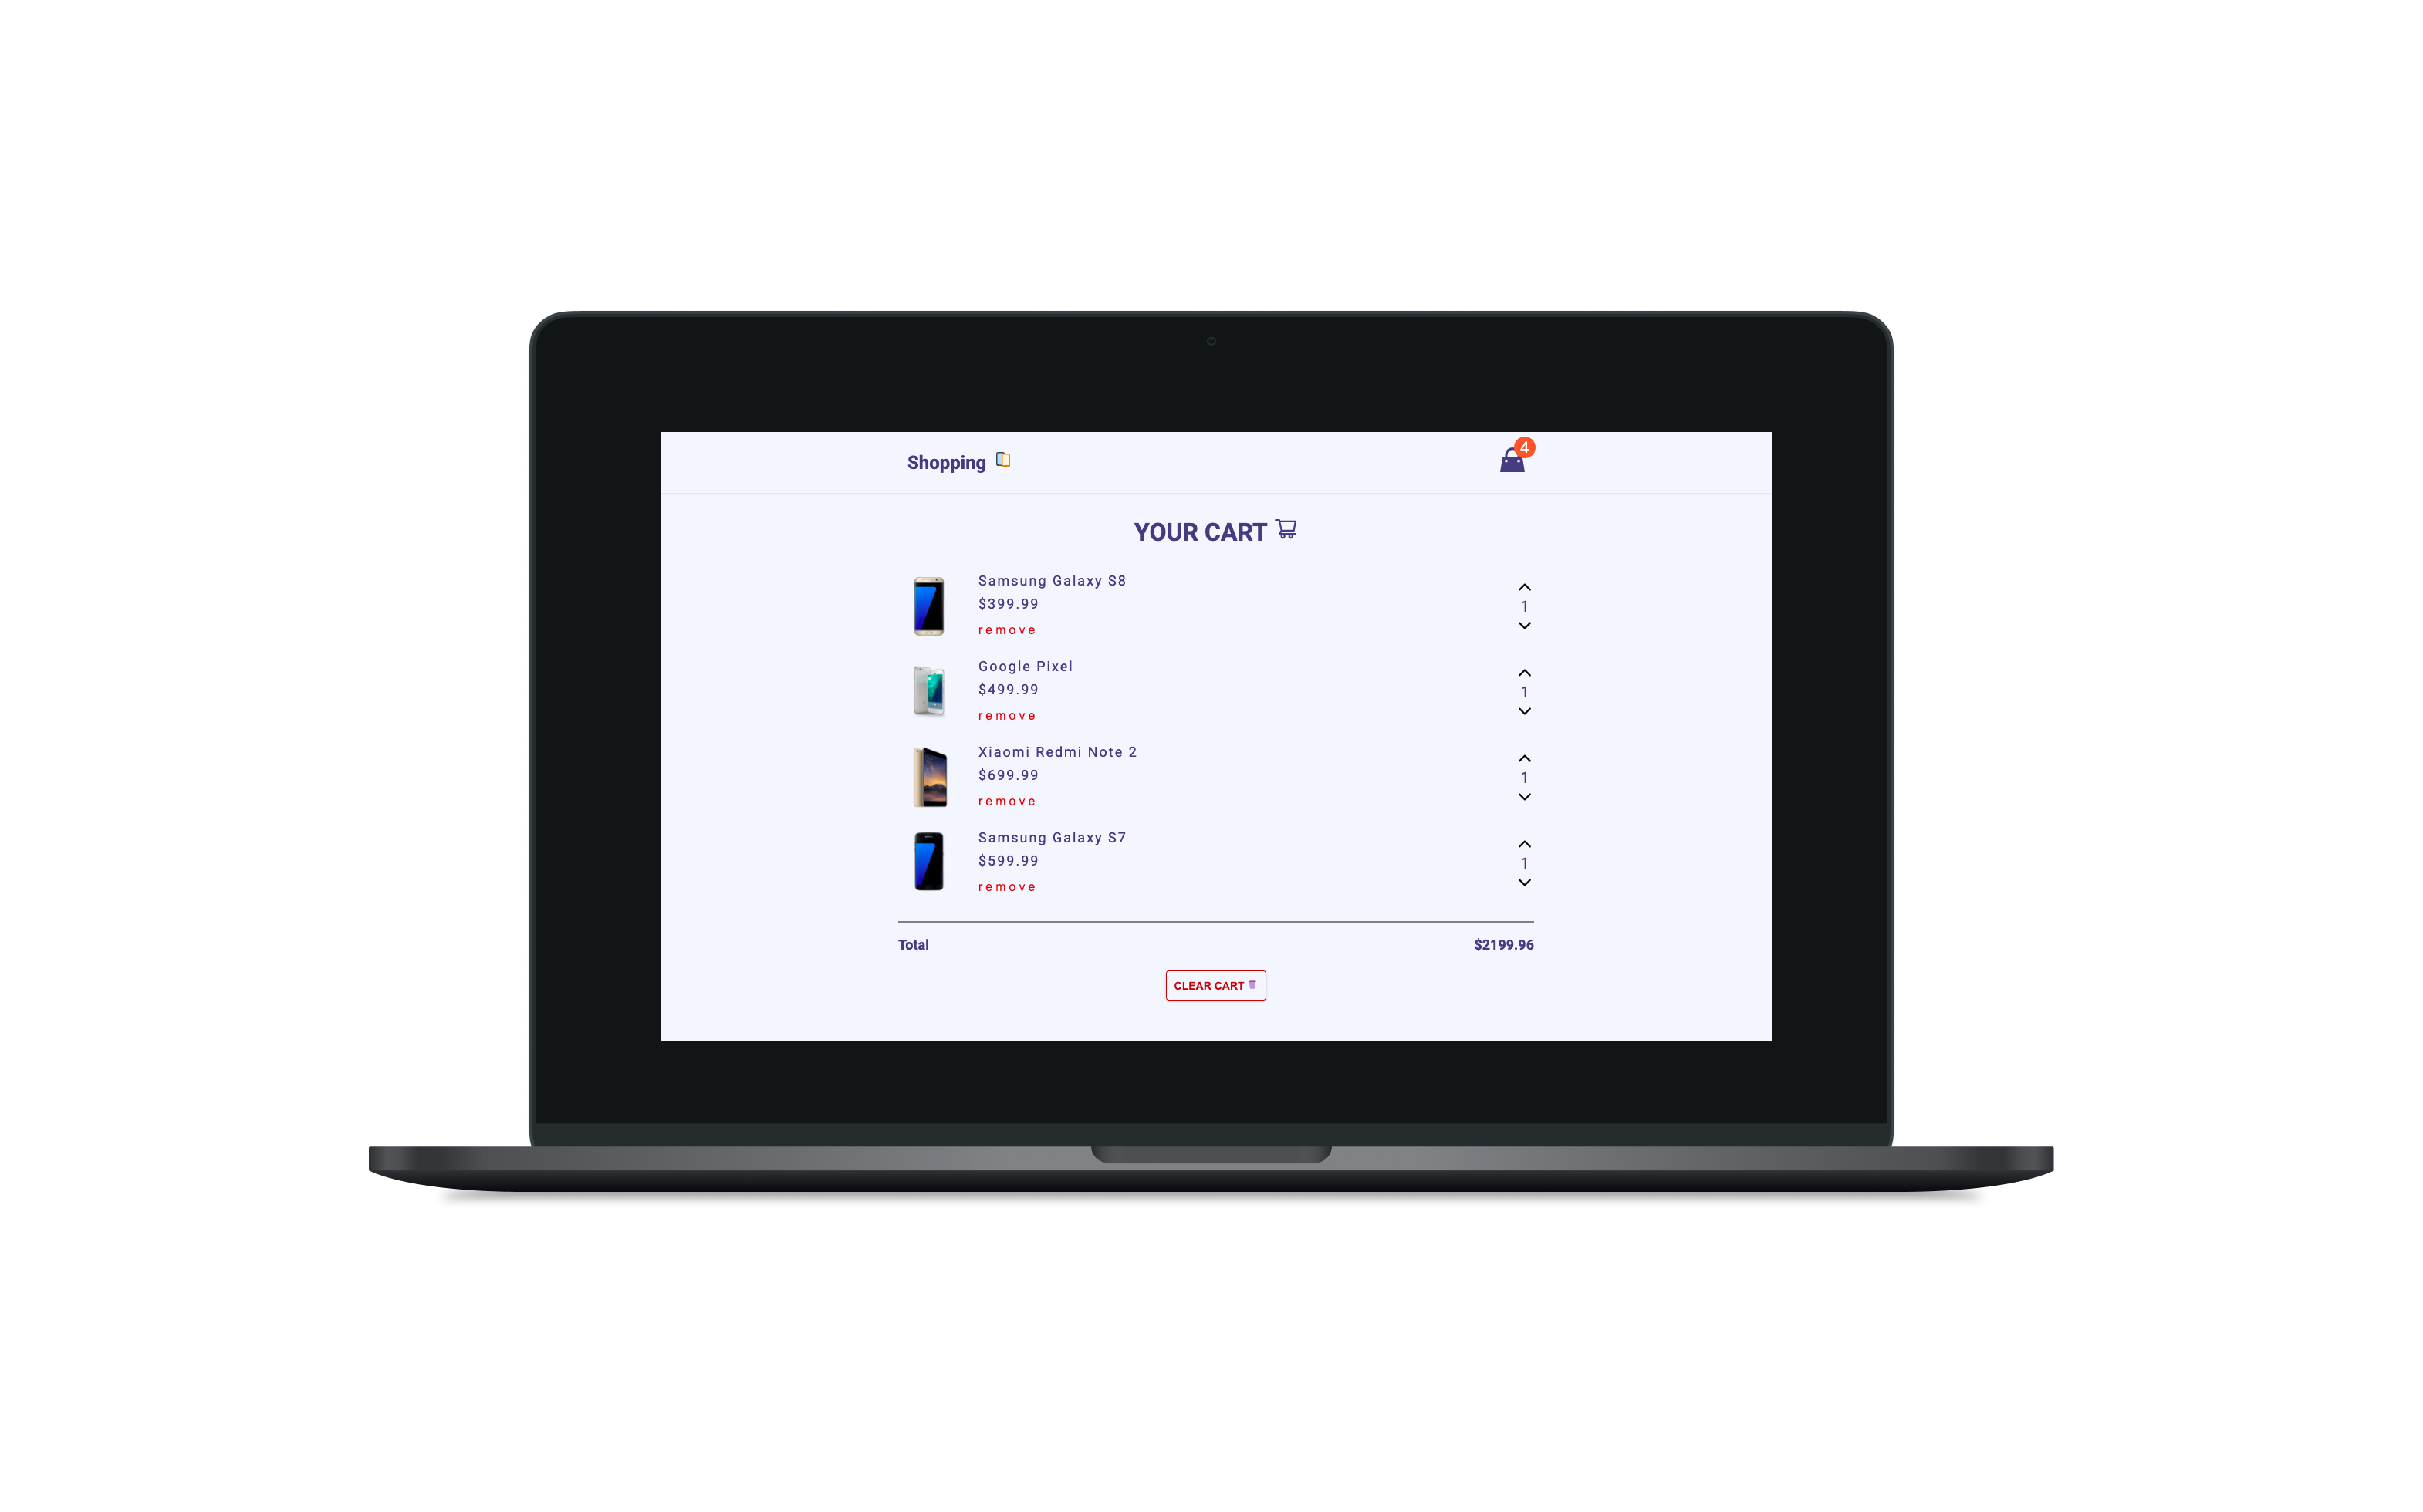 Shopping
4
YOUR CART
Samsung Galaxy S8
$399.99
remove
1
Google Pixel
$499.99
remove
1
Xiaomi Redmi Note 2
$699.99
remove
1
Samsung Galaxy S7
$599.99
remove
1
Total $2199.96
CLEAR CART